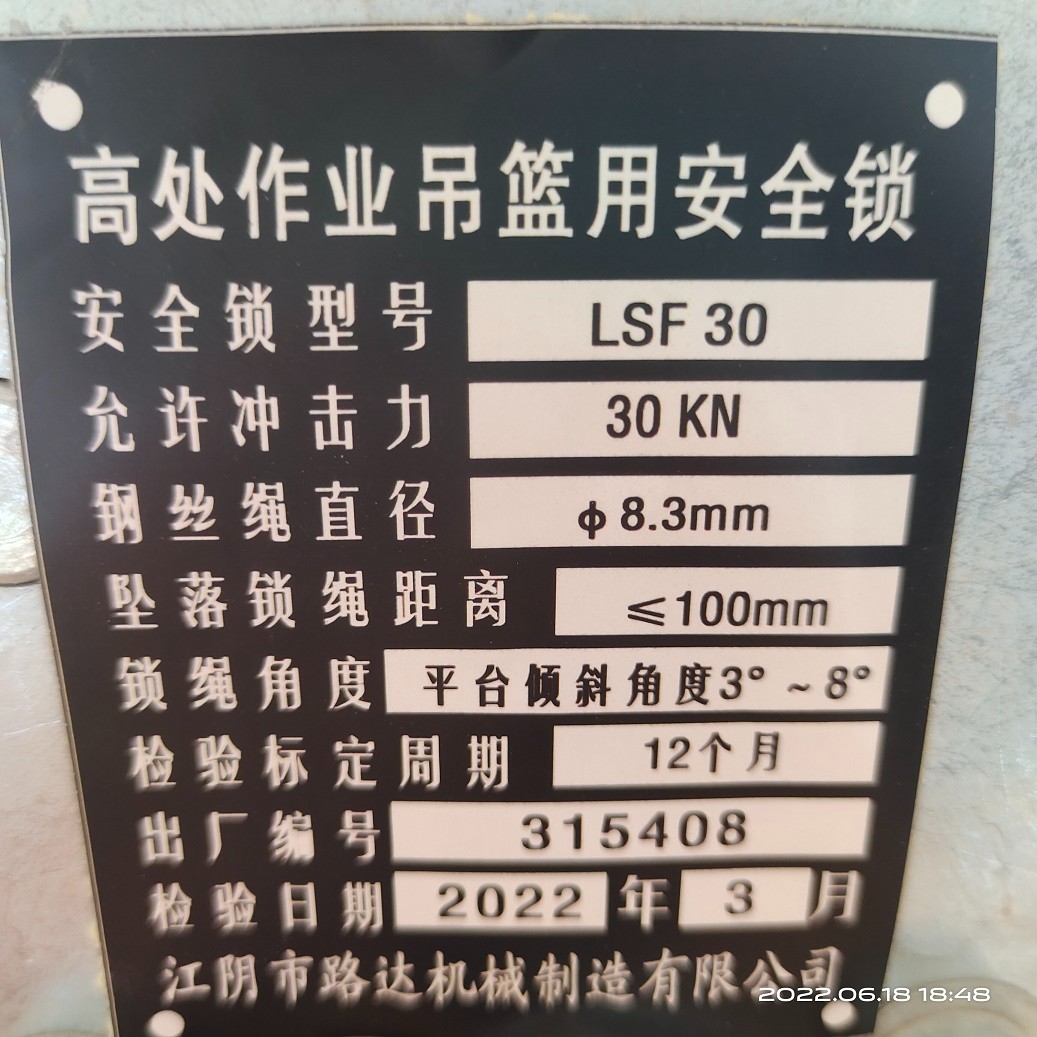 高处作业吊篮用安全锁
安全锁型号 LSF 30
允许冲击力 30 KN
钢丝绳直径 ф8.3mm
坠落锁绳距离 ≤100mm
锁绳角度 平台倾斜角度3°~8°
检验标定周期 12个月
出厂编号 315408
检验日期 2022 年 3 月
江阴市路达机械制造有限公司
2022.06.18 18:48